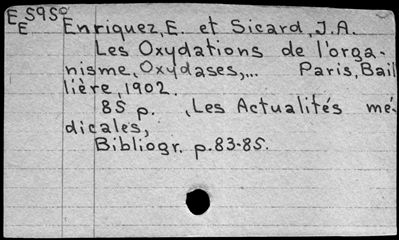 E S95⁰
E Enriquez, E. et Sicard, J.A.
Les Oxydations de l'orga-
nisme, Oxydases,... Paris, Bail
lière, 1902.
85 p. (Les Actualités mé-
dicales,
Bibliogr. p.83-85.